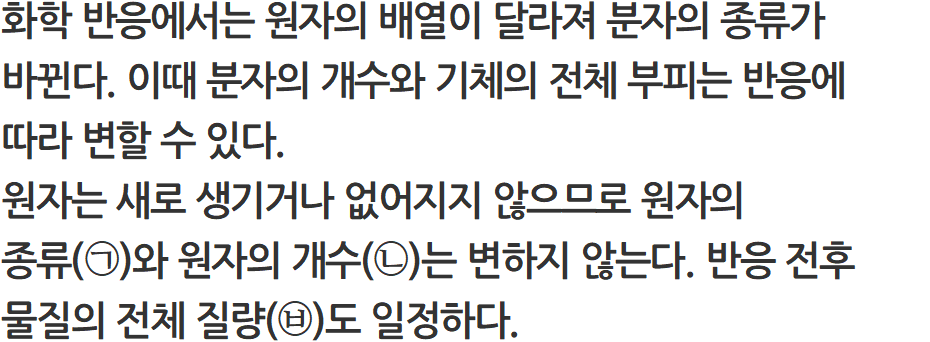 화학 반응에서는 원자의 배열이 달라져 분자의 종류가
바뀐다. 이때 분자의 개수와 기체의 전체 부피는 반응에
따라 변할 수 있다.
원자는 새로 생기거나 없어지지 않으므로 원자의
종류(㉠)와 원자의 개수(㉡)는 변하지 않는다. 반응 전후
물질의 전체 질량(㉥)도 일정하다.